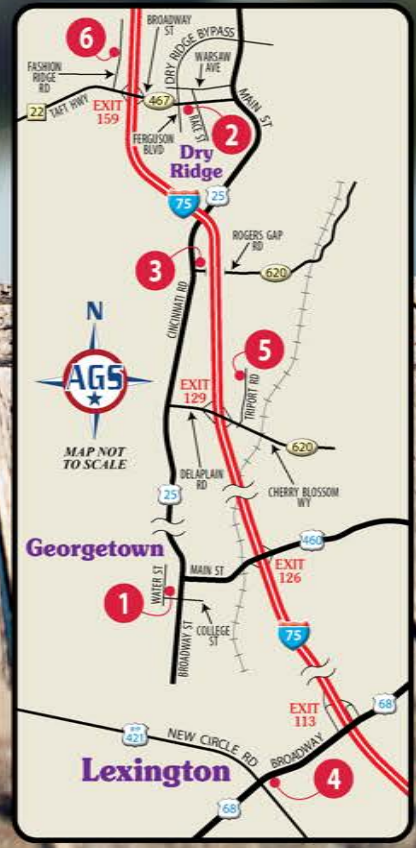 6
BROADWAY
ST
DRY RIDGE BYPASS
WARSAW
AVE
FASHION
RIDGE
RD
22
TAFT HWY
EXIT
159
467
FERGUSON
BLVD
RACE ST
MAIN ST
2
Dry
Ridge
75
25
ROGERS GAP
RD
3
620
CINCINNATI RD
N
AGS
MAP NOT
TO SCALE
5
EXIT
129
TRIPORT RD
620
DELAPLAIN
RD
CHERRY BLOSSOM
WY
25
Georgetown
460
MAIN ST
EXIT
126
WATER ST
1
COLLEGE
ST
BROADWAY ST
75
EXIT
113
68
421
NEW CIRCLE RD
BROADWAY
Lexington
4
68